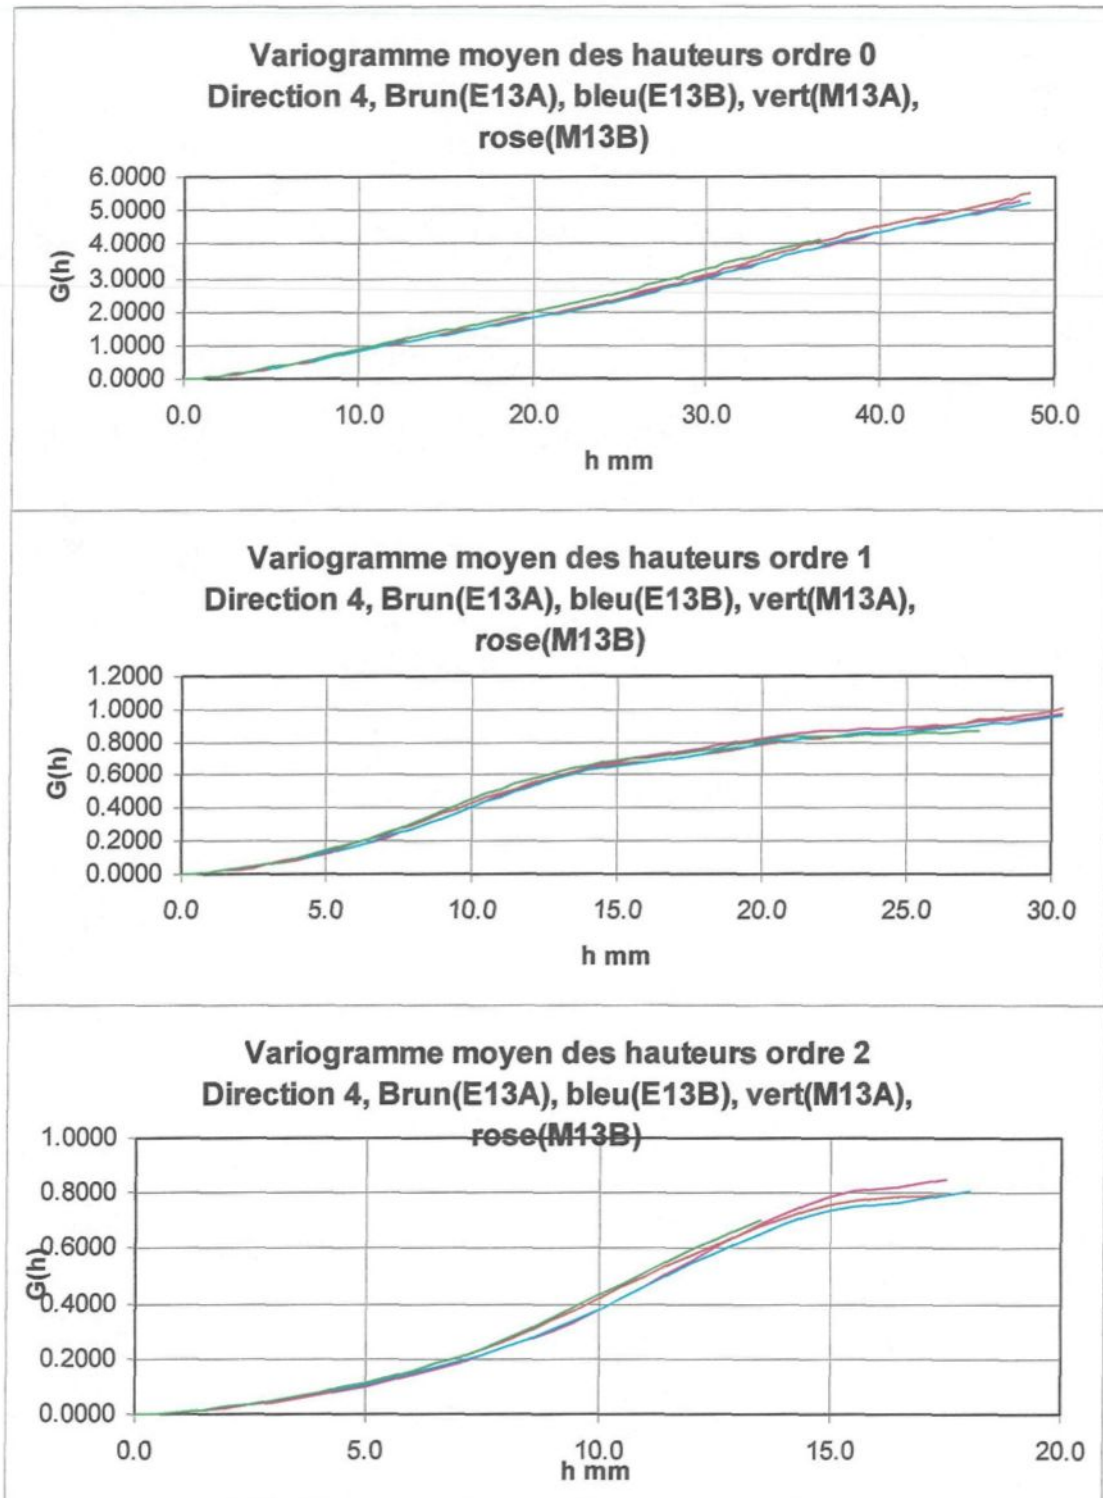 Variogramme moyen des hauteurs ordre 0
Direction 4, Brun(E13A), bleu(E13B), vert(M13A),
rose(M13B)
6.0000
5.0000
4.0000
3.0000
2.0000
1.0000
0.0000
G(h)
0.0 10.0 20.0 30.0 40.0 50.0
h mm
Variogramme moyen des hauteurs ordre 1
Direction 4, Brun(E13A), bleu(E13B), vert(M13A),
rose(M13B)
1.2000
1.0000
0.8000
0.6000
0.4000
0.2000
0.0000
G(h)
0.0 5.0 10.0 15.0 20.0 25.0 30.0
h mm
Variogramme moyen des hauteurs ordre 2
Direction 4, Brun(E13A), bleu(E13B), vert(M13A),
rose(M13B)
1.0000
0.8000
0.6000
0.4000
0.2000
0.0000
G(h)
0.0 5.0 10.0 15.0 20.0
h mm